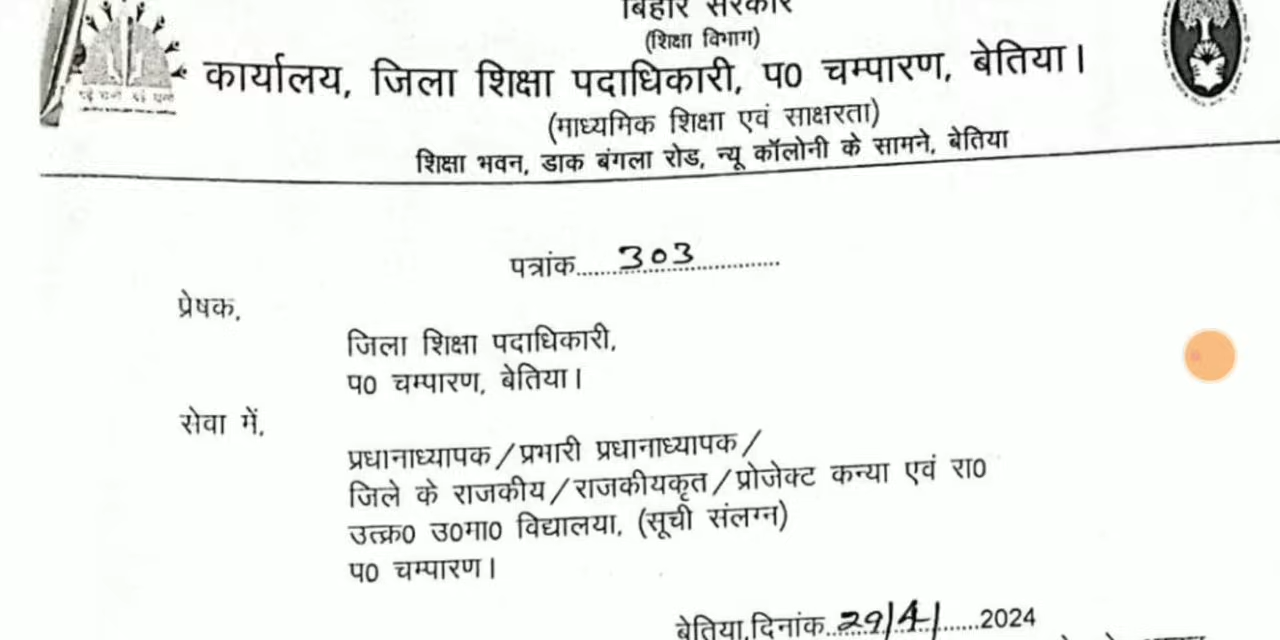 बिहार सरकार
(शिक्षा विभाग)
कार्यालय, जिला शिक्षा पदाधिकारी, प0 चम्पारण, बेतिया।
(माध्यमिक शिक्षा एवं साक्षरता)
शिक्षा भवन, डाक बंगला रोड, न्यू कॉलोनी के सामने, बेतिया
पत्रांक.....303..............
प्रेषक,
जिला शिक्षा पदाधिकारी,
प0 चम्पारण, बेतिया।
सेवा में,
प्रधानाध्यापक/प्रभारी प्रधानाध्यापक/
जिले के राजकीय/राजकीयकृत/प्रोजेक्ट कन्या एवं रा0
उत्क्र0 उ0मा0 विद्यालया, (सूची संलग्न)
प0 चम्पारण।
बेतिया,दिनांक..29/4/.....2024